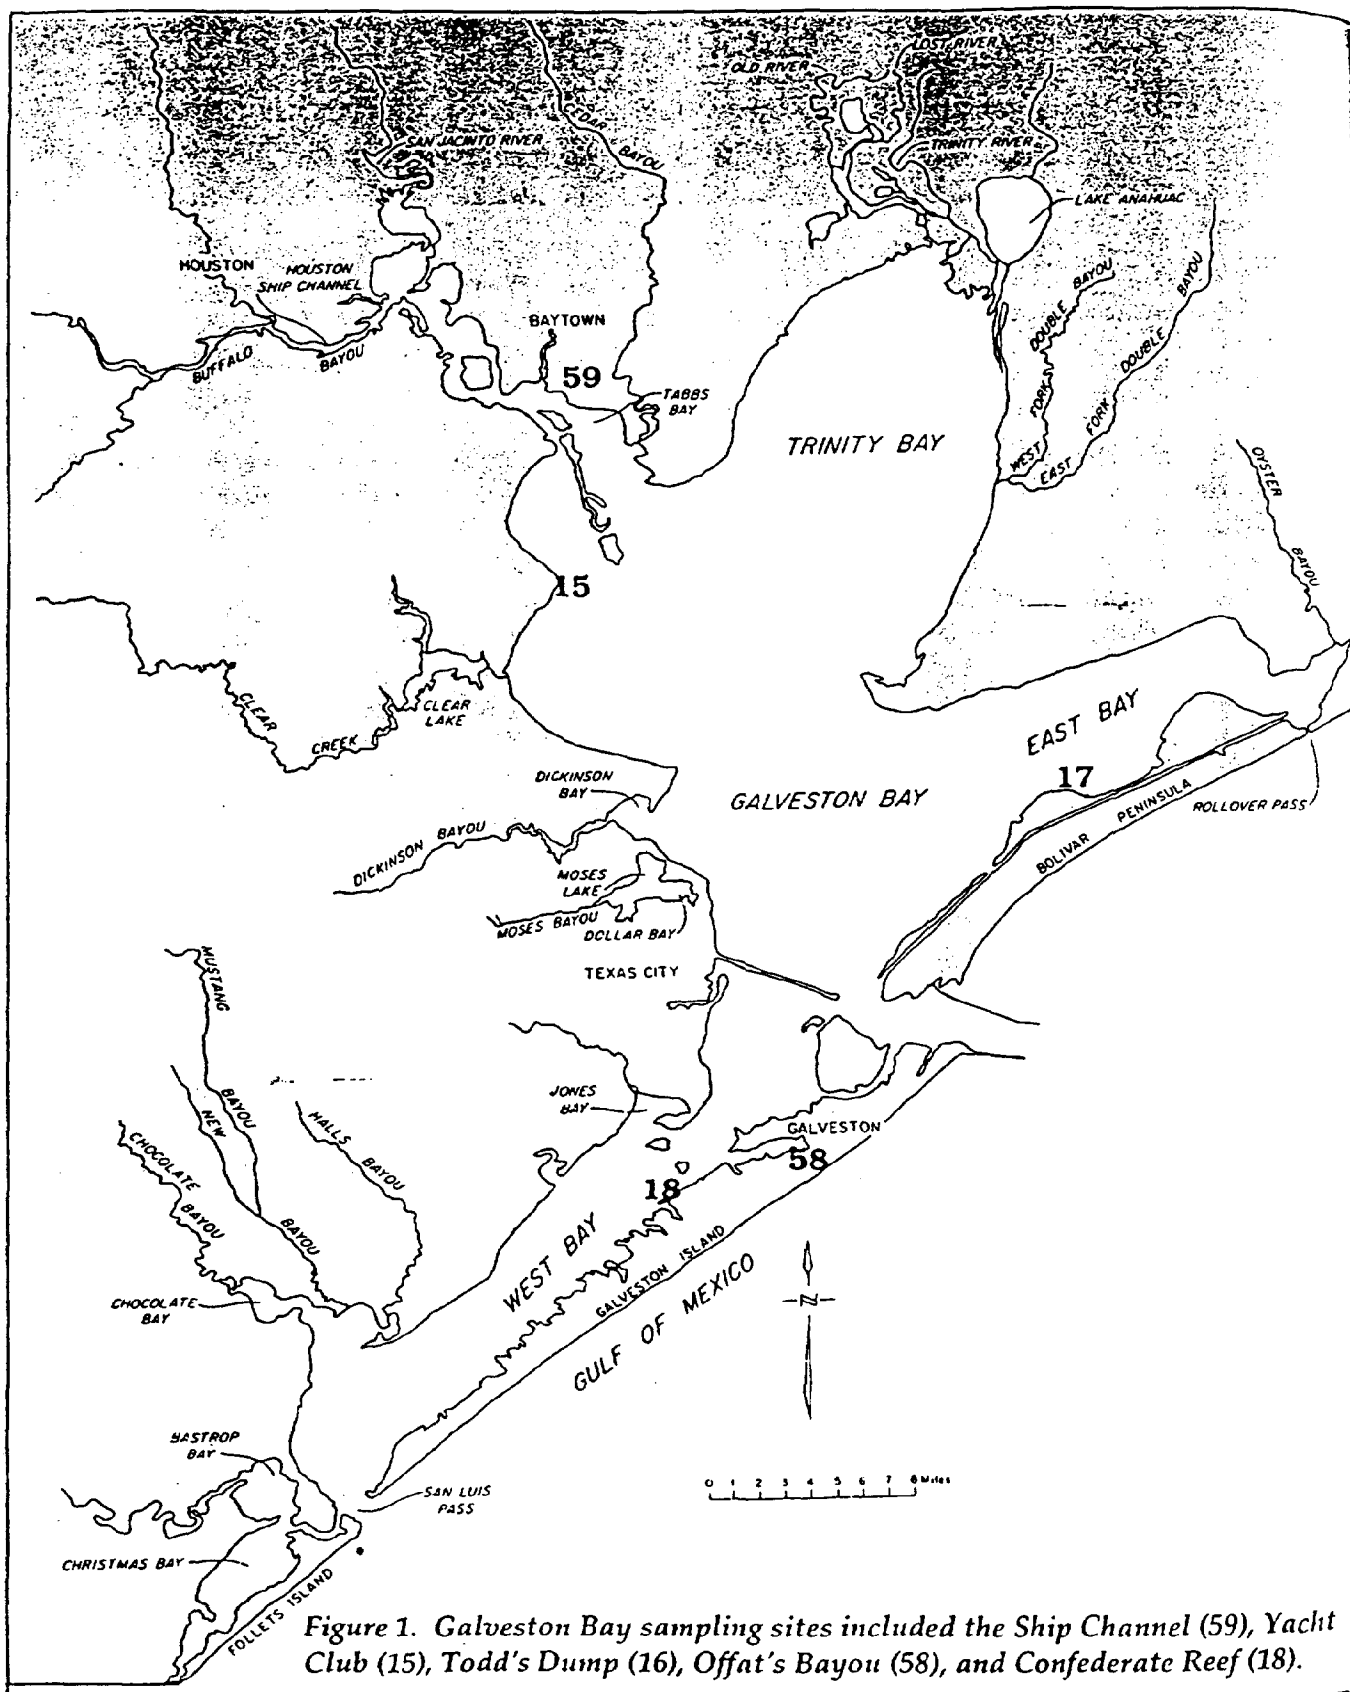 LOST RIVER
OLD RIVER
CEDAR BAYOU
SAN JACINTO RIVER
TRINITY RIVER
LAKE ANAHUAC
HOUSTON
HOUSTON
SHIP CHANNEL
BAYTOWN
BUFFALO BAYOU
59
TABBS
BAY
WEST FORK DOUBLE BAYOU
EAST FORK DOUBLE BAYOU
TRINITY BAY
OYSTER BAYOU
15
CLEAR CREEK
CLEAR
LAKE
EAST BAY
17
DICKINSON
BAY
GALVESTON BAY
BOLIVAR PENINSULA
ROLLOVER PASS
DICKINSON BAYOU
MOSES
LAKE
MOSES BAYOU
DOLLAR BAY
TEXAS CITY
MUSTANG BAYOU
NEW BAYOU
HALLS BAYOU
CHOCOLATE BAYOU
JONES
BAY
GALVESTON
58
18
WEST BAY
GALVESTON ISLAND
GULF OF MEXICO
N
CHOCOLATE
BAY
BASTROP
BAY
SAN LUIS
PASS
0 1 2 3 4 5 6 7 8 Miles
CHRISTMAS BAY
FOLLETS ISLAND
Figure 1. Galveston Bay sampling sites included the Ship Channel (59), Yacht
Club (15), Todd's Dump (16), Offat's Bayou (58), and Confederate Reef (18).